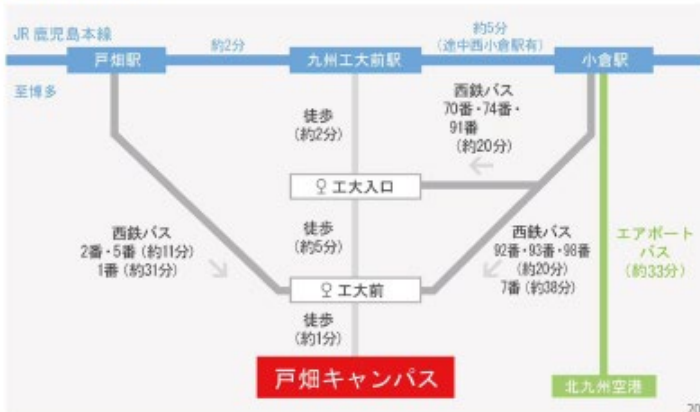 JR 鹿児島本線
約5分
(途中西小倉駅有)
約2分
戸畑駅
九州工大前駅
小倉駅
至博多
徒歩
(約2分)
西鉄バス
70番・74番・
91番
(約20分)
工大入口
西鉄バス
2番・5番 (約11分)
1番 (約31分)
徒歩
(約5分)
西鉄バス
92番・93番・98番
(約20分)
7番 (約38分)
エアポート
バス
(約33分)
工大前
徒歩
(約1分)
戸畑キャンパス
北九州空港
20